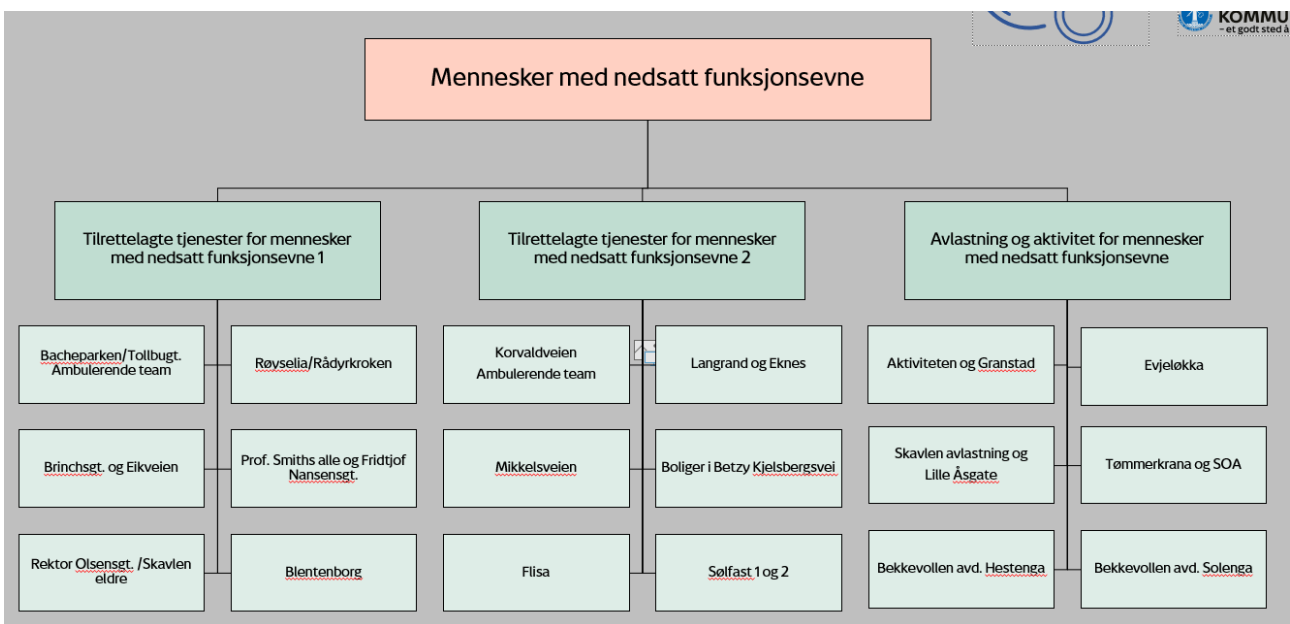 KOMMU
– et godt sted å
Mennesker med nedsatt funksjonsevne
Tilrettelagte tjenester for mennesker
med nedsatt funksjonsevne 1
Tilrettelagte tjenester for mennesker
med nedsatt funksjonsevne 2
Avlastning og aktivitet for mennesker
med nedsatt funksjonsevne
Bacheparken/Tollbugt.
Ambulerende team
Røyselia/Rådyrkroken
Korvaldveien
Ambulerende team
Langrand og Eknes
Aktiviteten og Granstad
Evjeløkka
Brinchsgt. og Eikveien
Prof. Smiths alle og Fridtjof
Nansensgt.
Mikkelsveien
Boliger i Betzy Kjelsbergsvei
Skavlen avlastning og
Lille Åsgate
Tømmerkrana og SOA
Rektor Olsensgt. /Skavlen
eldre
Blentenborg
Flisa
Sølfast 1 og 2
Bekkevollen avd. Hestenga
Bekkevollen avd. Solenga